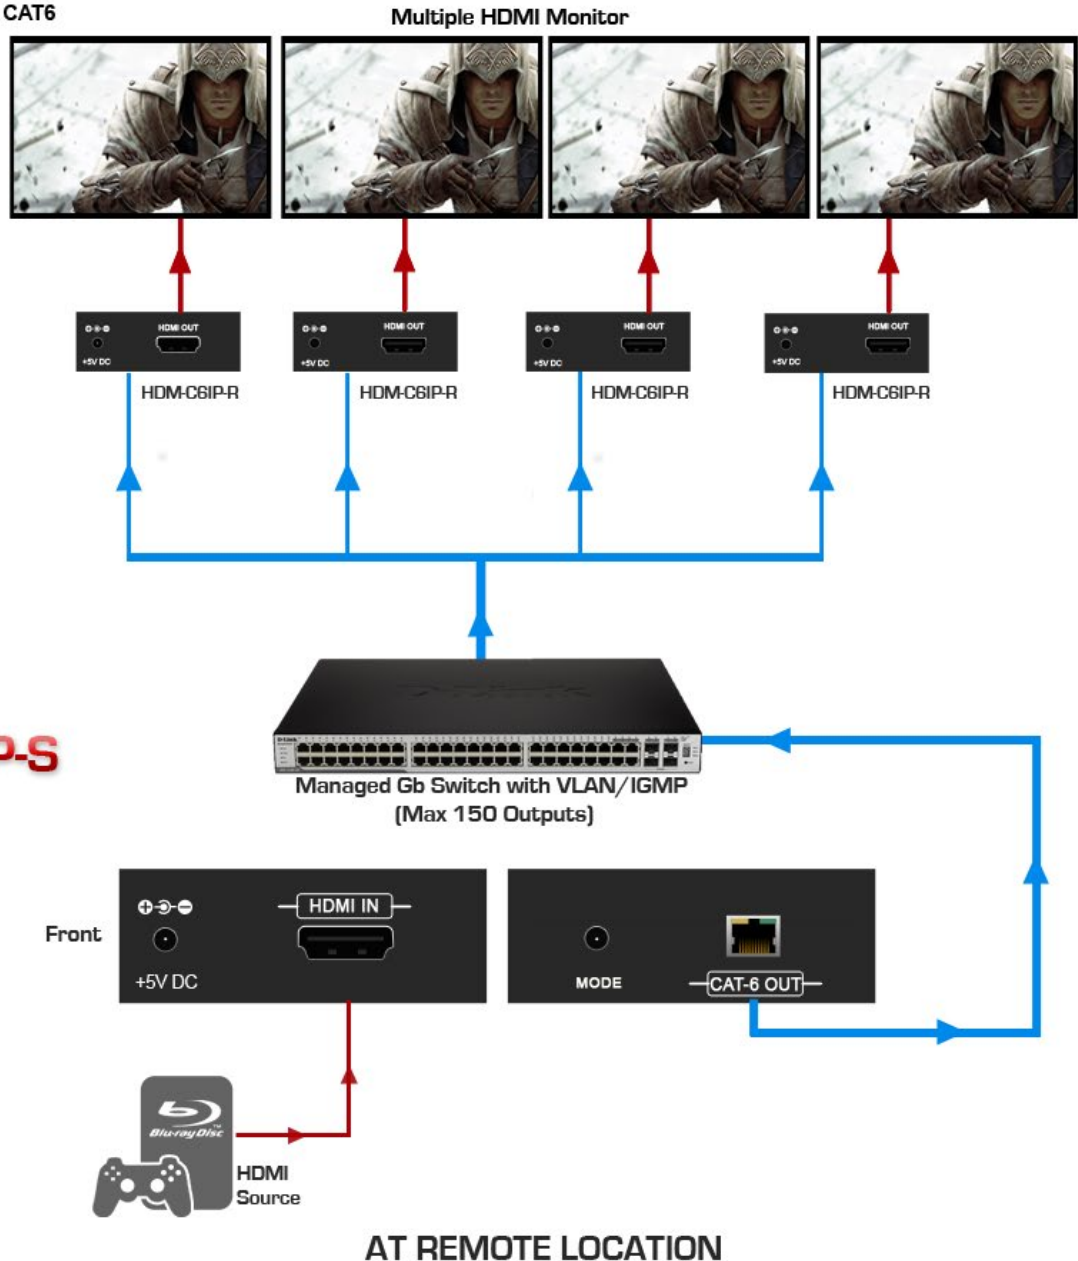 CAT6
Multiple HDMI Monitor
HDMI OUT
+5V DC
HDM-C6IP-R
HDMI OUT
+5V DC
HDM-C6IP-R
HDMI OUT
+5V DC
HDM-C6IP-R
HDMI OUT
+5V DC
HDM-C6IP-R
P-S
D-Link
Managed Gb Switch with VLAN/IGMP
(Max 150 Outputs)
Front
HDMI IN
+5V DC
MODE
CAT-6 OUT
Blu-ray Disc
TM
HDMI
Source
AT REMOTE LOCATION